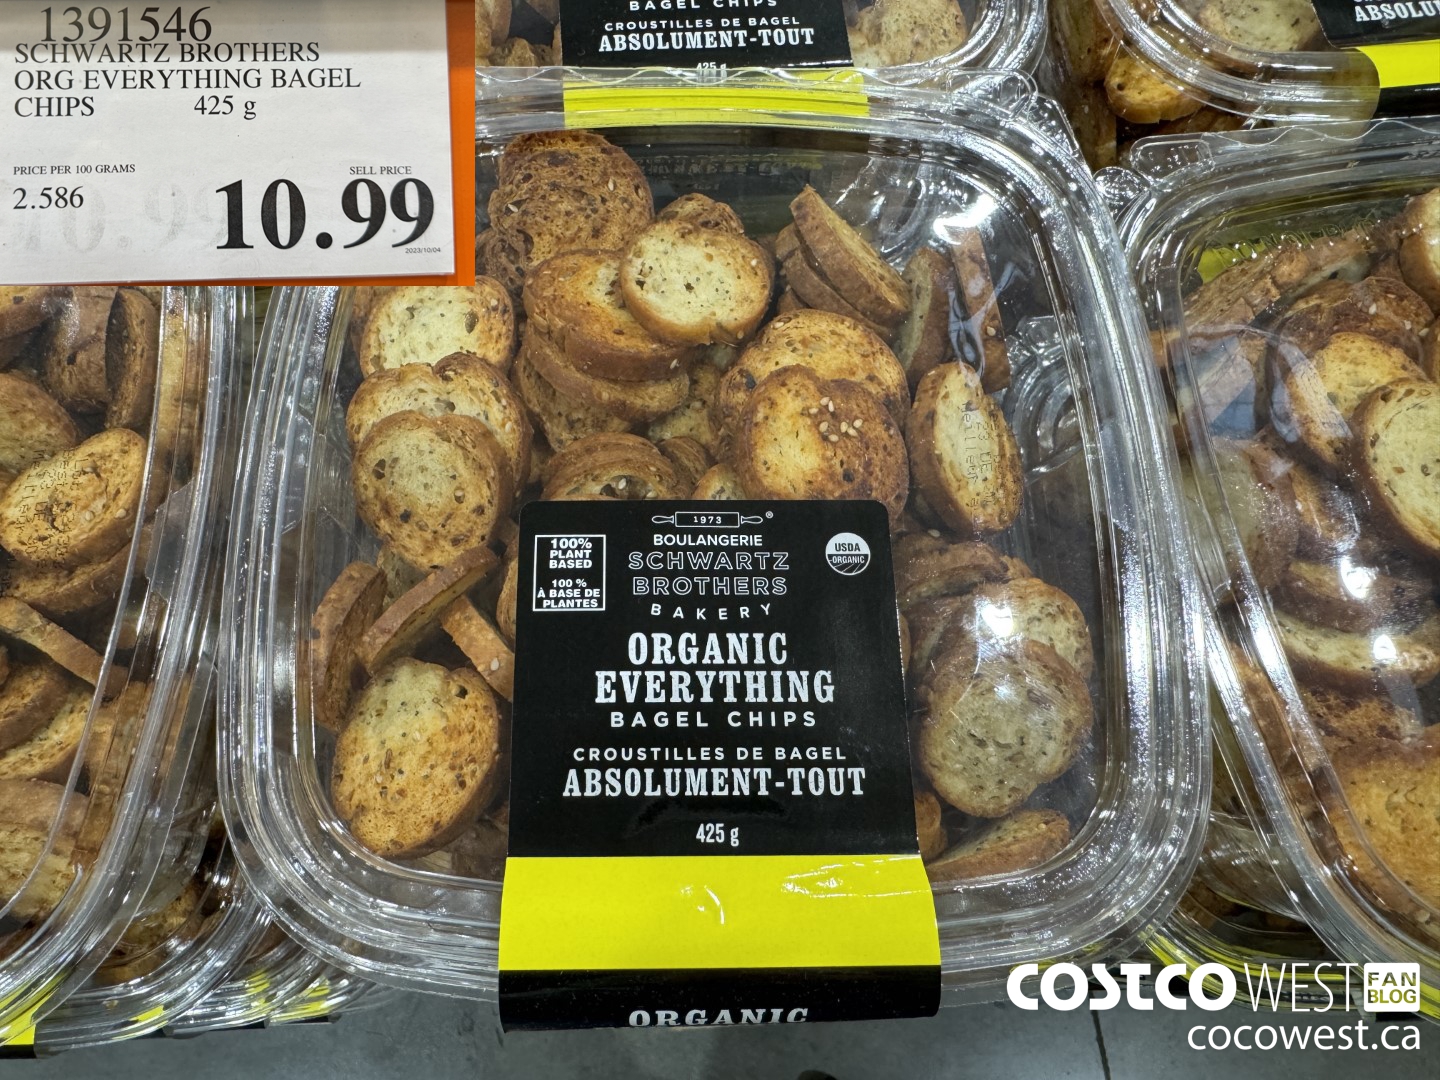 1391546
SCHWARTZ BROTHERS
ORG EVERYTHING BAGEL
CHIPS 425 g
PRICE PER 100 GRAMS
2.586
SELL PRICE
10.99
2023/10/04
BAGEL CHIPS
CROUSTILLES DE BAGEL
ABSOLUMENT-TOUT
425 g
1973
®
BOULANGERIE
SCHWARTZ
BROTHERS
BAKERY
100%
PLANT
BASED
100 %
À BASE DE
PLANTES
USDA
ORGANIC
ORGANIC
EVERYTHING
BAGEL CHIPS
CROUSTILLES DE BAGEL
ABSOLUMENT-TOUT
425 g
ORGANIC
COSTCO WEST FAN
BLOG
cocowest.ca